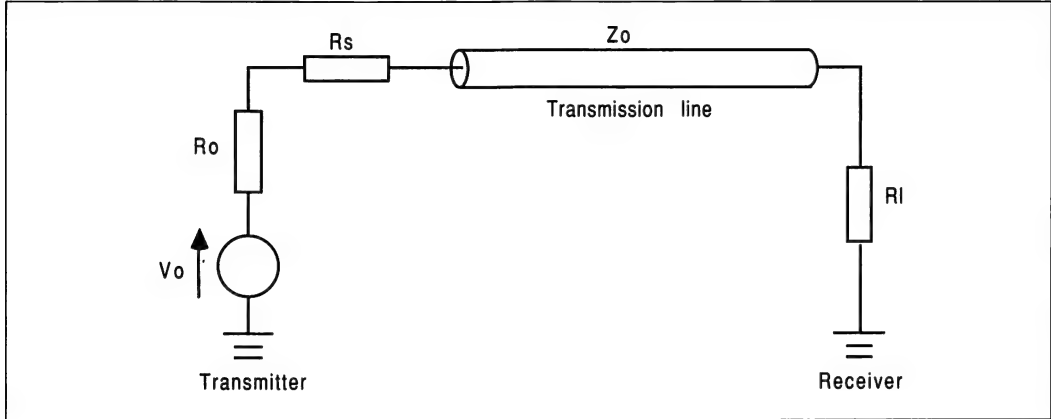 Rs
Zo
Transmission line
Ro
Rl
Vo
Transmitter
Receiver